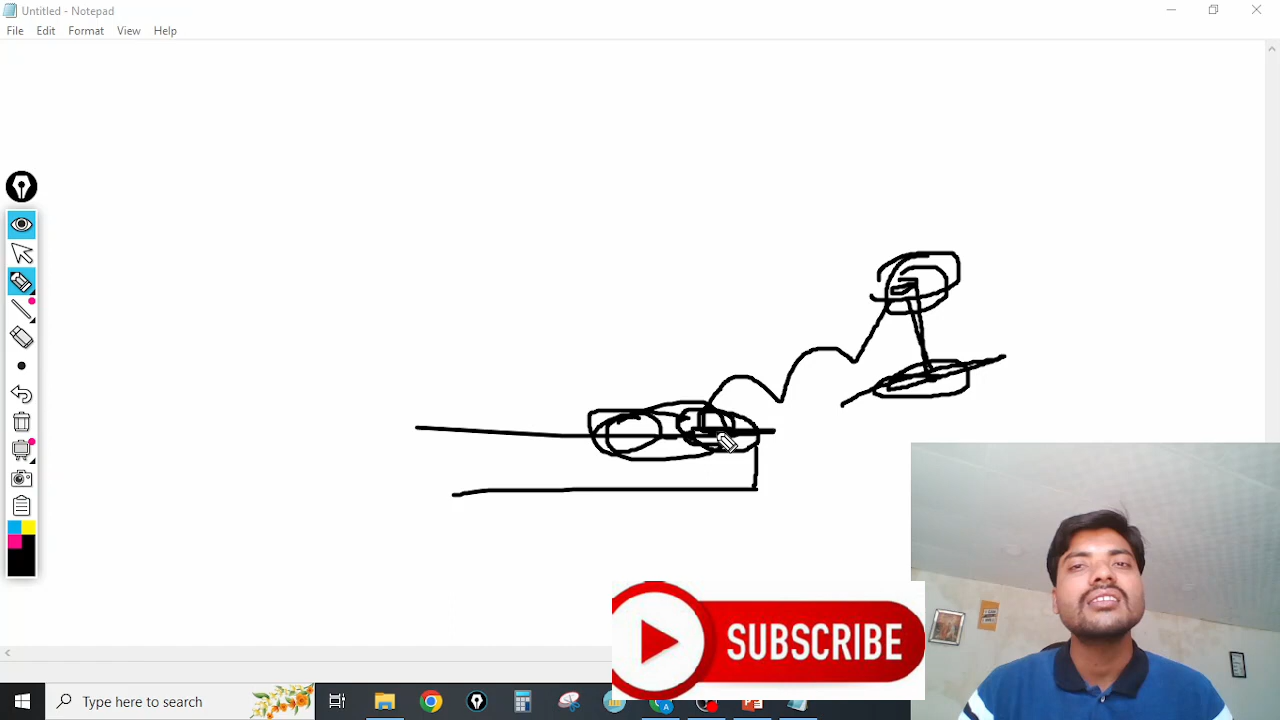 Untitled - Notepad
File Edit Format View Help
SUBSCRIBE
Type here to search